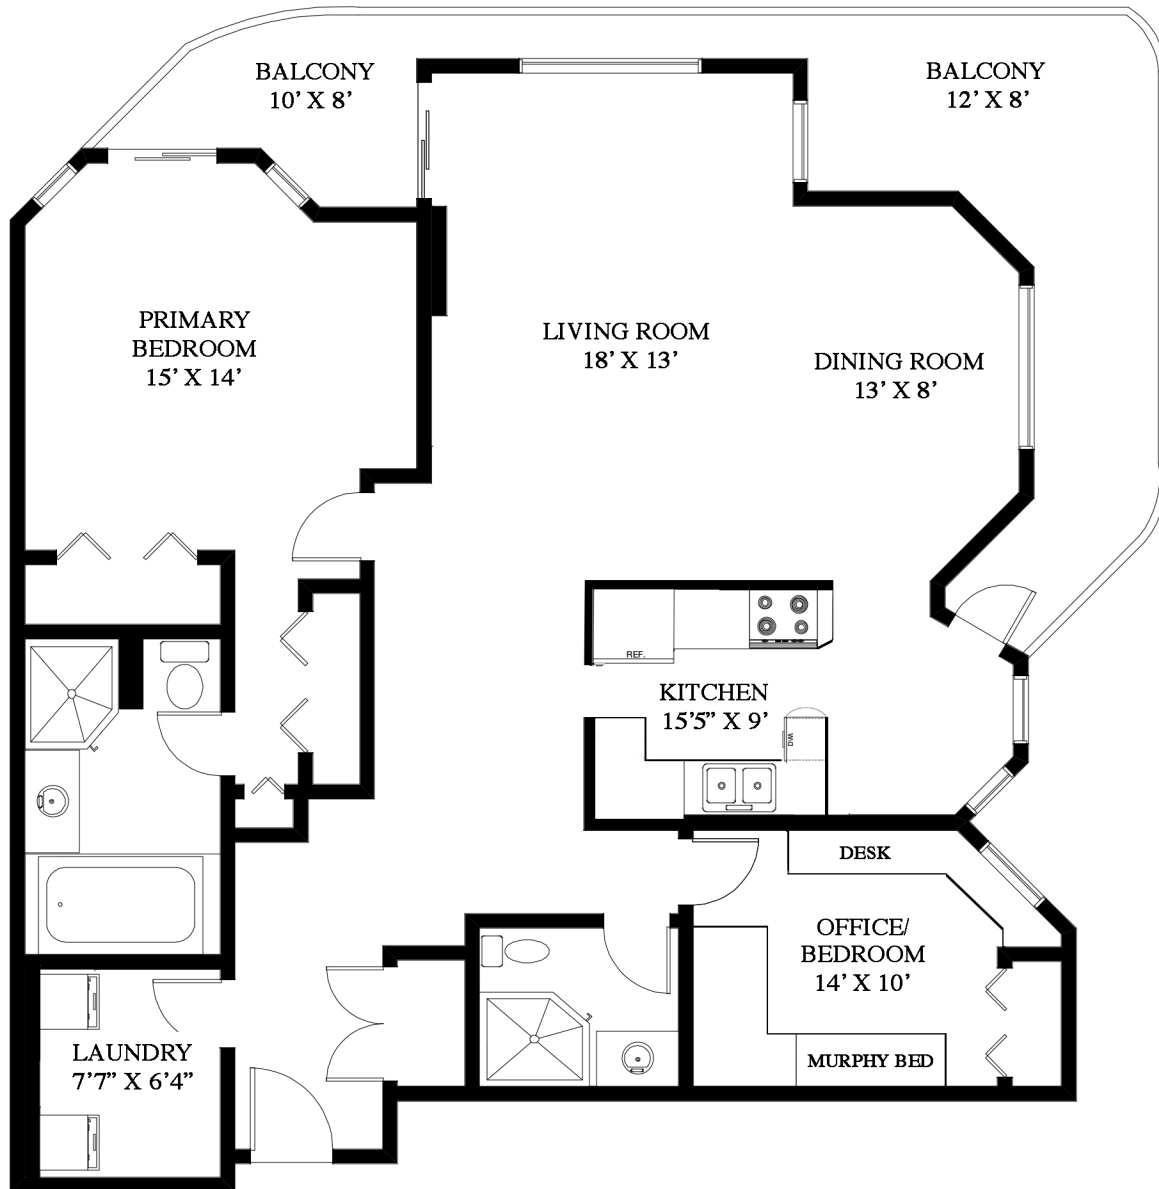 BALCONY
10' X 8'
BALCONY
12' X 8'
PRIMARY
BEDROOM
15' X 14'
LIVING ROOM
18' X 13'
DINING ROOM
13' X 8'
REF.
KITCHEN
15'5" X 9'
DW
DESK
OFFICE/
BEDROOM
14' X 10'
MURPHY BED
LAUNDRY
7'7" X 6'4"